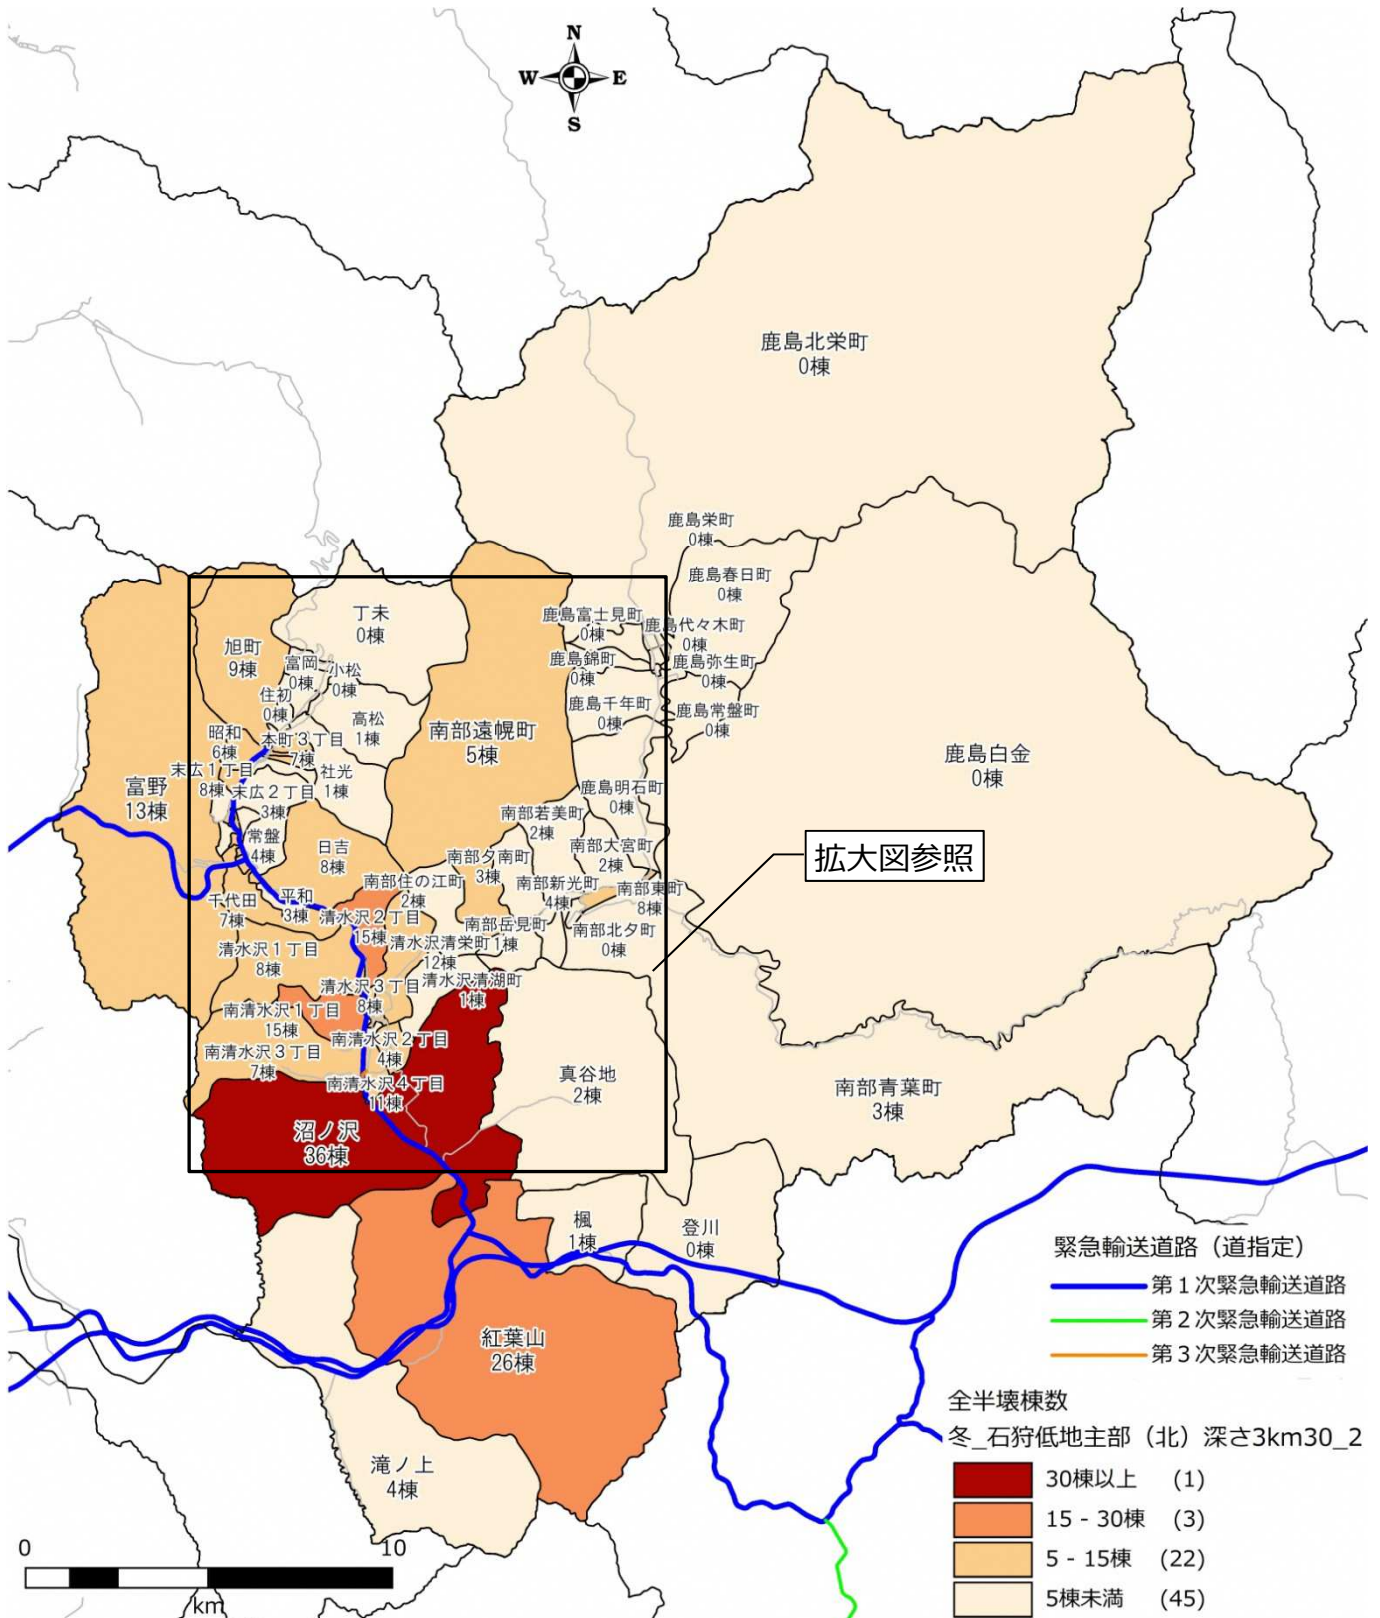 N
W
E
S
鹿島北栄町
0棟
鹿島栄町
0棟
鹿島春日町
0棟
丁未
0棟
鹿島富士見町
0棟
鹿島代々木町
0棟
旭町
9棟
富岡
0棟
小松
0棟
鹿島錦町
0棟
鹿島弥生町
0棟
住初
0棟
高松
1棟
鹿島千年町
0棟
鹿島常盤町
0棟
南部遠幌町
5棟
昭和
6棟
本町3丁目
7棟
鹿島白金
0棟
末広1丁目
8棟
社光
1棟
富野
13棟
末広2丁目
3棟
鹿島明石町
0棟
南部若美町
2棟
常盤
4棟
日吉
8棟
南部大宮町
2棟
拡大図参照
南部夕南町
3棟
南部住の江町
2棟
南部新光町
4棟
南部東町
8棟
千代田
7棟
平和
3棟
清水沢2丁目
15棟
南部岳見町
1棟
南部北夕町
0棟
清水沢1丁目
8棟
清水沢清栄町
12棟
清水沢3丁目
8棟
清水沢清湖町
1棟
南清水沢1丁目
15棟
南清水沢2丁目
4棟
南清水沢3丁目
7棟
南清水沢4丁目
11棟
真谷地
2棟
南部青葉町
3棟
沼ノ沢
36棟
楓
1棟
登川
0棟
紅葉山
26棟
滝ノ上
4棟
緊急輸送道路（道指定）
第1次緊急輸送道路
第2次緊急輸送道路
第3次緊急輸送道路
全半壊棟数
冬_石狩低地主部（北）深さ3km30_2
30棟以上 (1)
15 - 30棟 (3)
5 - 15棟 (22)
5棟未満 (45)
0
10
km